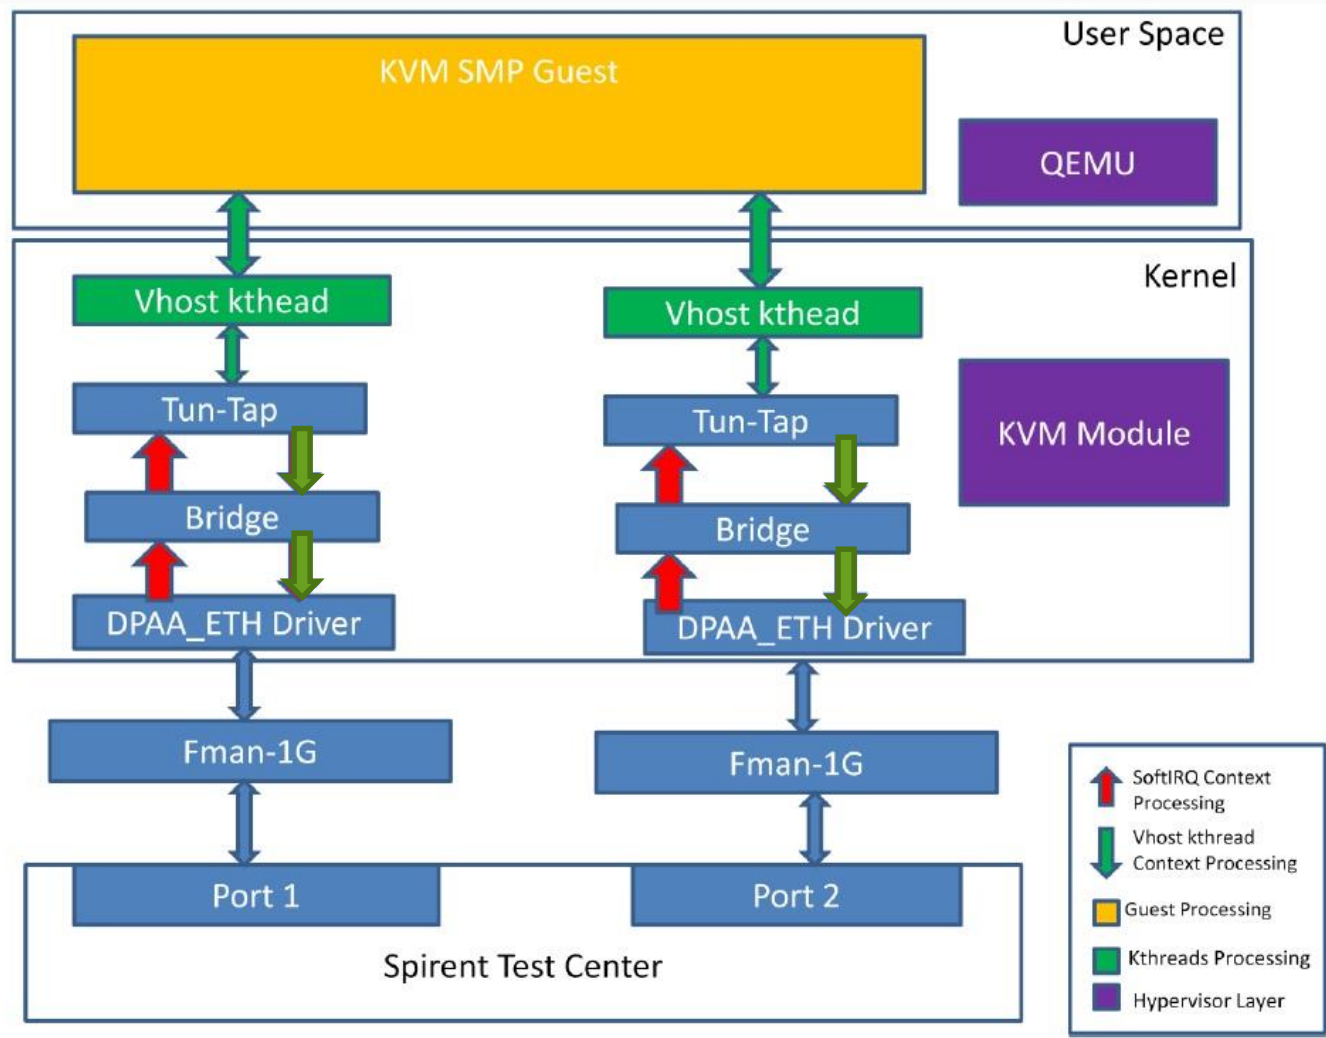 User Space
KVM SMP Guest
QEMU
Kernel
Vhost kthead
Vhost kthead
Tun-Tap
Tun-Tap
KVM Module
Bridge
Bridge
DPAA_ETH Driver
DPAA_ETH Driver
Fman-1G
Fman-1G
Port 1
Port 2
Spirent Test Center
SoftIRQ Context
Processing
Vhost kthread
Context Processing
Guest Processing
Kthreads Processing
Hypervisor Layer